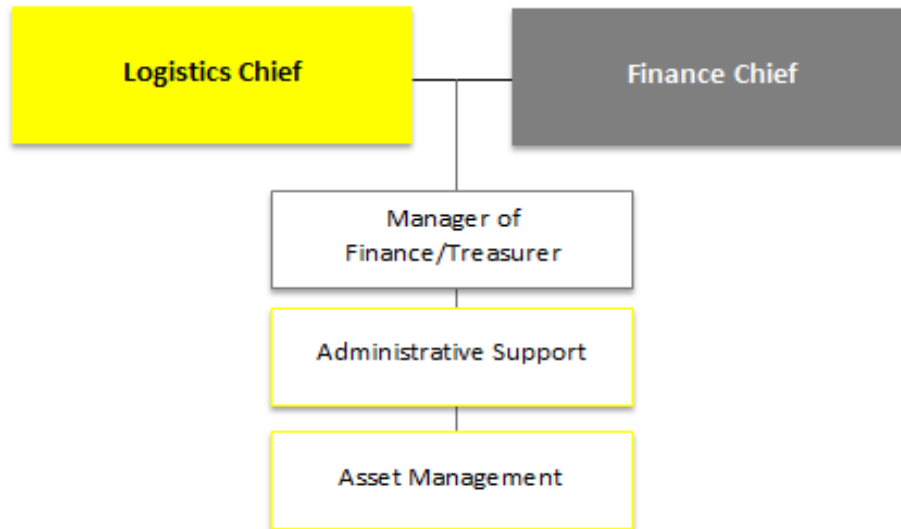 Logistics Chief
Finance Chief
Manager of
Finance/Treasurer
Administrative Support
Asset Management